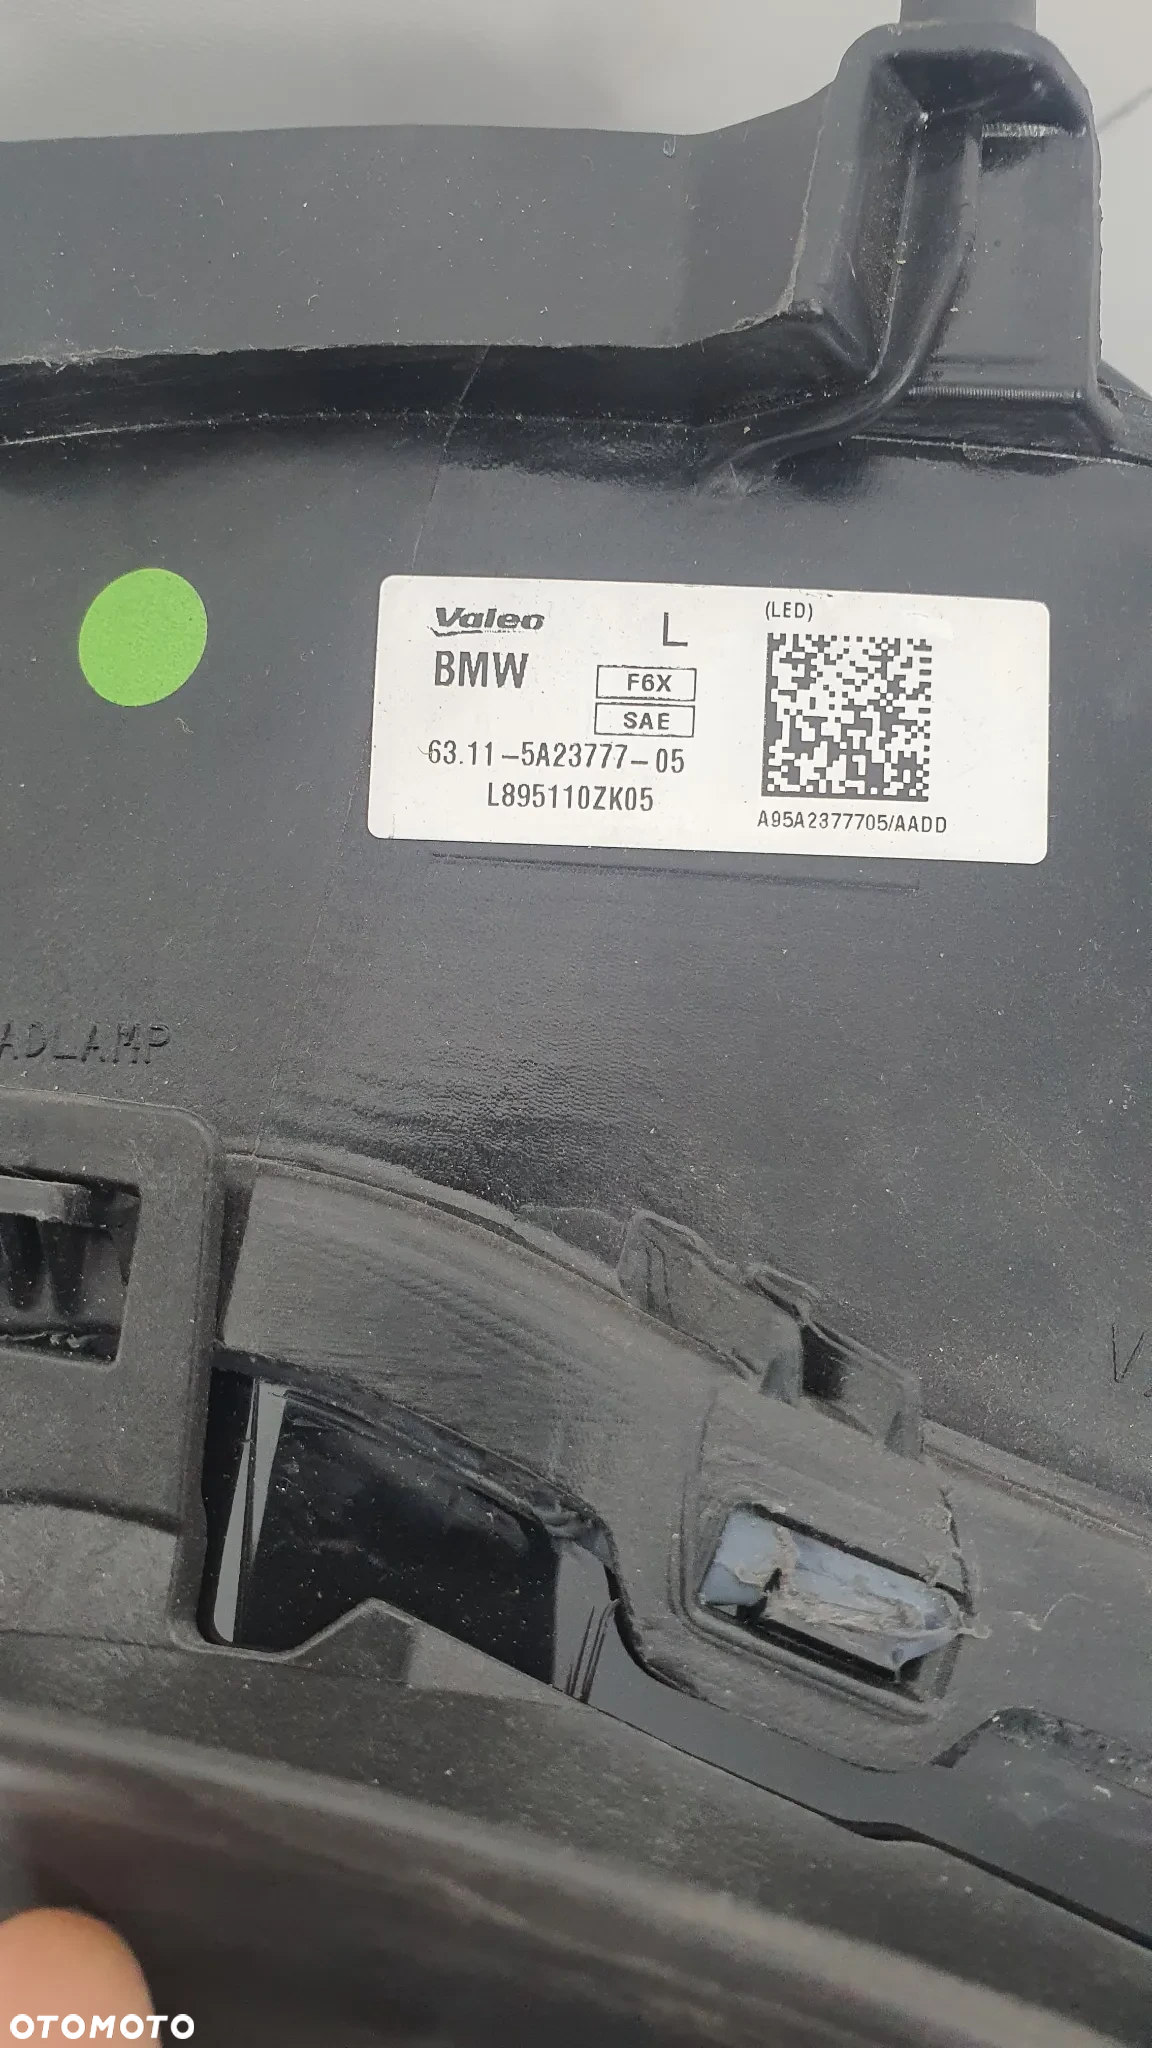 Valeo
L
(LED)
BMW
F6X
SAE
63.11-5A23777-05
L895110ZK05
A95A2377705/AADD
ADLAMP
OTOMOTO